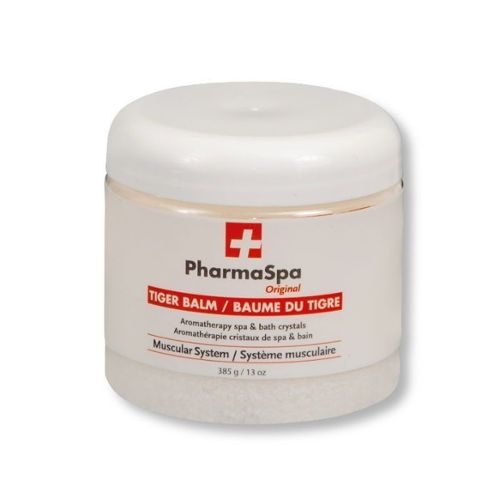 PharmaSpa
Original
TIGER BALM / BAUME DU TIGRE
Aromatherapy spa & bath crystals
Aromathérapie cristaux de spa & bain
Muscular System / Système musculaire
385 g / 13 oz